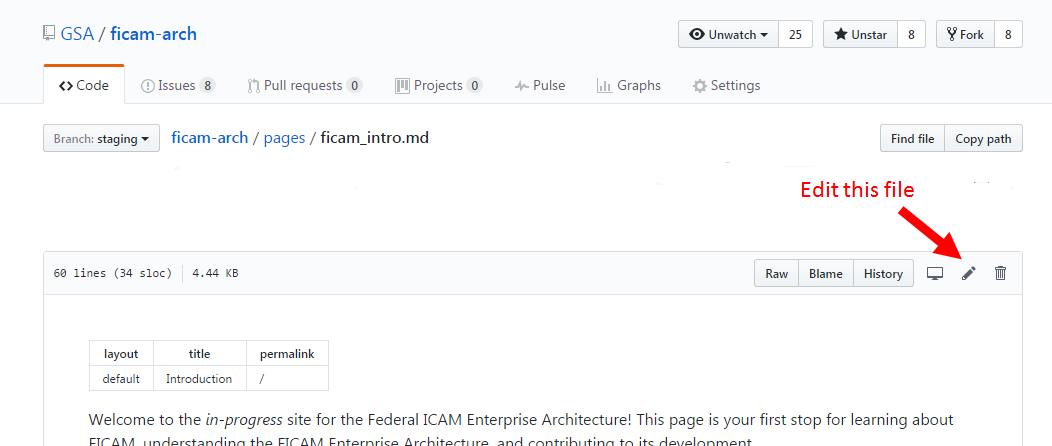 GSA / ficam-arch
Unwatch 25 Unstar 8 Fork 8
Code Issues 8 Pull requests 0 Projects 0 Pulse Graphs Settings
Branch: staging ficam-arch / pages / ficam_intro.md Find file Copy path
Edit this file
60 lines (34 sloc) 4.44 KB Raw Blame History
layout title permalink
default Introduction /
Welcome to the in-progress site for the Federal ICAM Enterprise Architecture! This page is your first stop for learning about
FICAM, understanding the FICAM Enterprise Architecture, and contributing to its development.